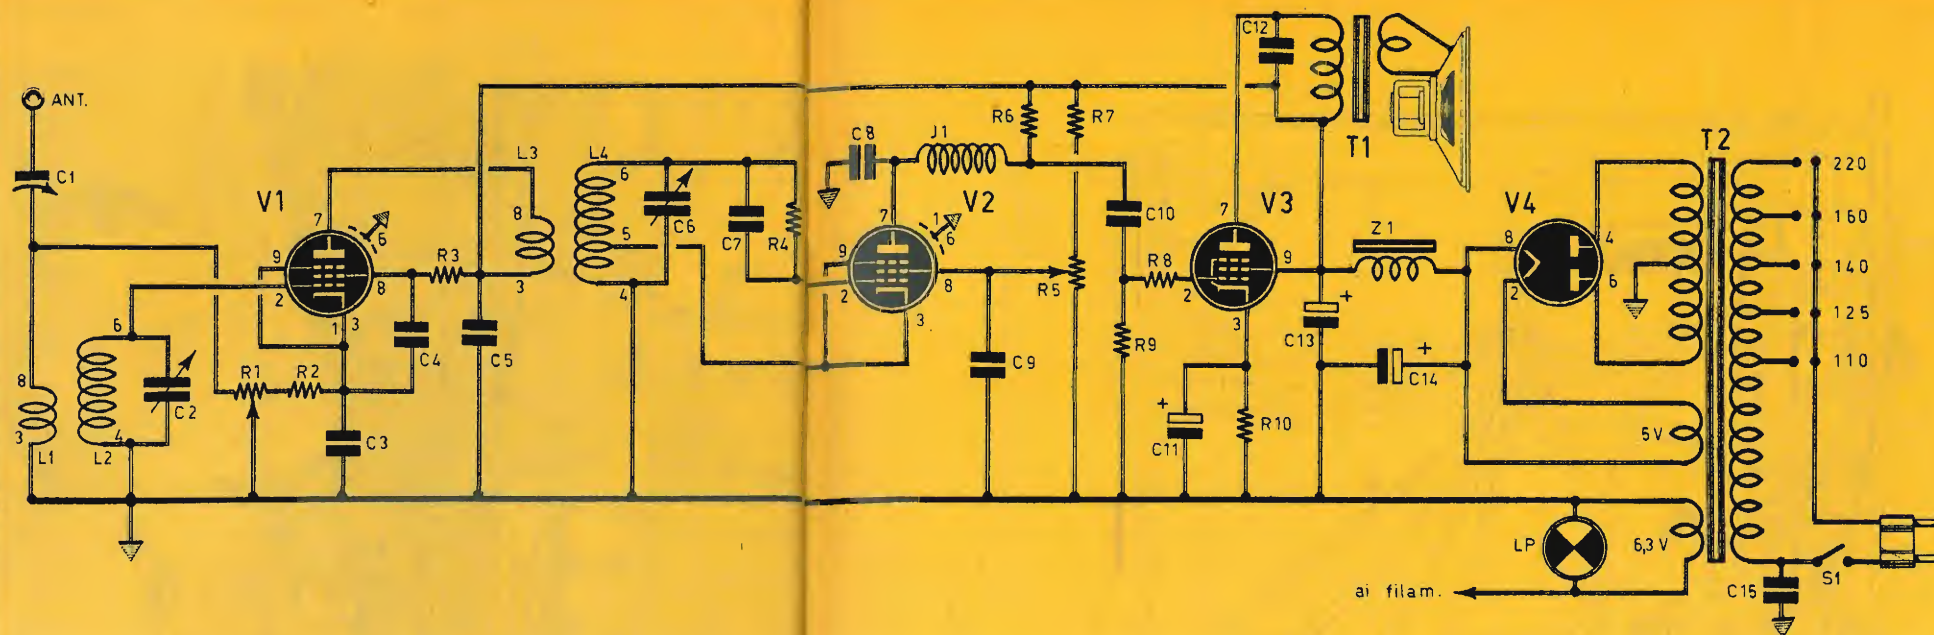 ANT.
C1
V1
7
6
9
2
8
1
3
R3
C4
C5
6
C2
4
L2
8
3
L1
R1
R2
C3
L3
8
3
L4
6
5
4
C6
C7
R4
C8
J1
V2
7
1
6
9
2
8
3
R6
R7
R5
C9
C10
R8
R9
V3
7
9
2
3
C11
+
R10
C12
T1
C13
+
C14
+
Z1
V4
8
2
4
6
5V
6,3 V
T2
220
160
140
125
110
LP
ai filam.
C15
S1